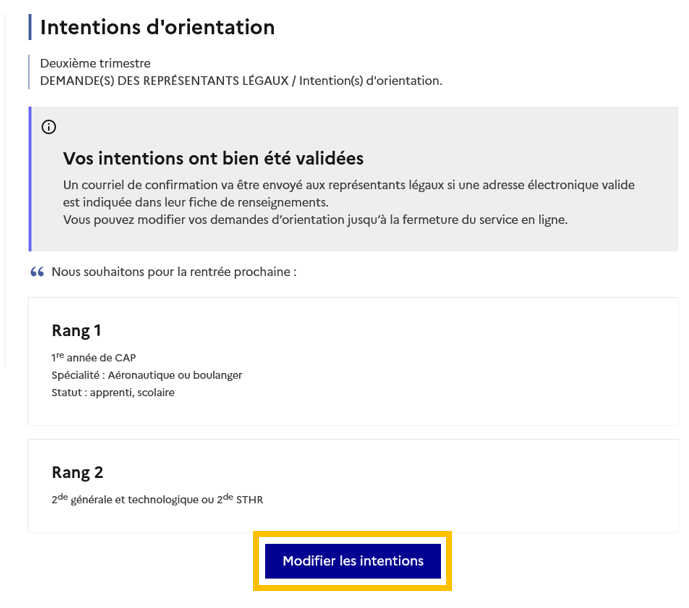 Intentions d'orientation
Deuxième trimestre
DEMANDE(S) DES REPRÉSENTANTS LÉGAUX / Intention(s) d'orientation.
Vos intentions ont bien été validées
Un courriel de confirmation va être envoyé aux représentants légaux si une adresse électronique valide
est indiquée dans leur fiche de renseignements.
Vous pouvez modifier vos demandes d’orientation jusqu’à la fermeture du service en ligne.
Nous souhaitons pour la rentrée prochaine :
Rang 1
1re année de CAP
Spécialité : Aéronautique ou boulanger
Statut : apprenti, scolaire
Rang 2
2de générale et technologique ou 2de STHR
Modifier les intentions